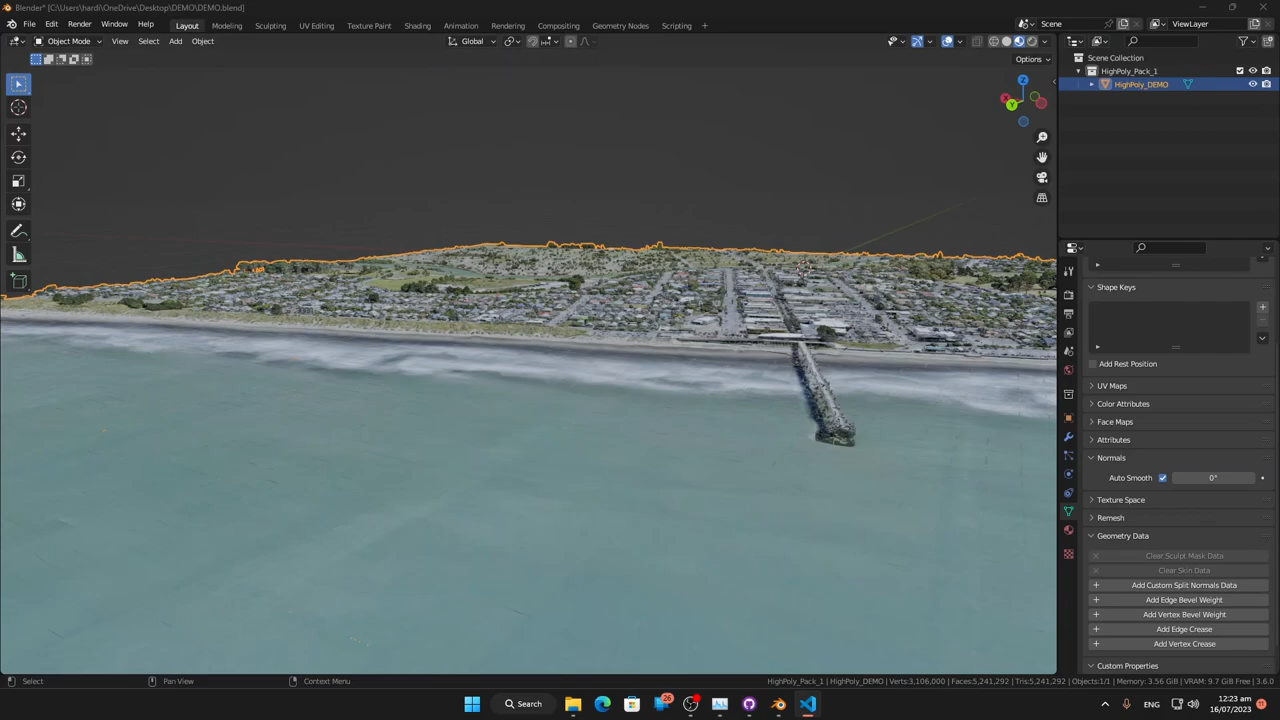 Blender* [C:\Users\hardi\OneDrive\Desktop\DEMO\DEMO.blend]
File Edit Render Window Help Layout Modeling Sculpting UV Editing Texture Paint Shading Animation Rendering Compositing Geometry Nodes Scripting + Scene ViewLayer
Object Mode View Select Add Object Global
Options
Scene Collection
HighPoly_Pack_1
HighPoly_DEMO
Z
X
Y
Shape Keys
Add Rest Position
UV Maps
Color Attributes
Face Maps
Attributes
Normals
Auto Smooth 0°
Texture Space
Remesh
Geometry Data
Clear Sculpt Mask Data
Clear Skin Data
Add Custom Split Normals Data
Add Edge Bevel Weight
Add Vertex Bevel Weight
Add Edge Crease
Add Vertex Crease
Custom Properties
Select Pan View Context Menu HighPoly_Pack_1 | HighPoly_DEMO | Verts:3,106,000 | Faces:5,241,292 | Tris:5,241,292 | Objects:1/1 | Memory: 3.56 GiB | VRAM: 9.7 GiB Free | 3.6.0
Search 26 ENG 12:23 am
16/07/2023